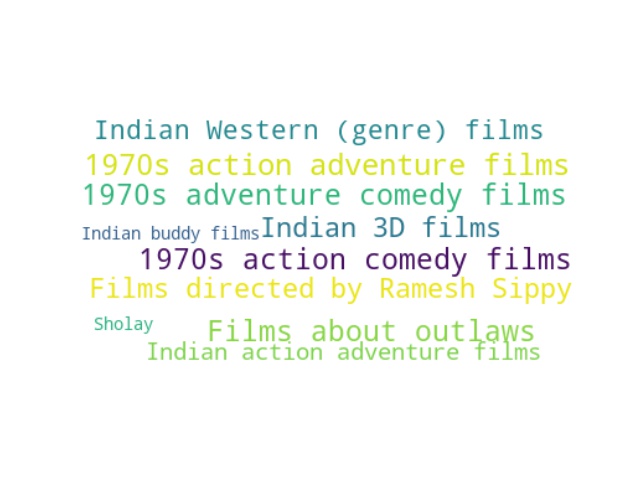 Indian Western (genre) films
1970s action adventure films
1970s adventure comedy films
Indian buddy films
Indian 3D films
1970s action comedy films
Films directed by Ramesh Sippy
Sholay
Films about outlaws
Indian action adventure films